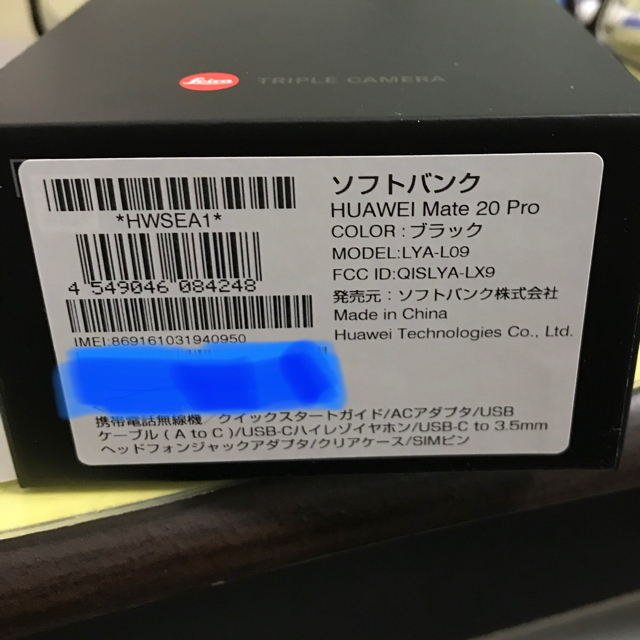 Leica TRIPLE CAMERA
*HWSEA1*
4 549046 084248
IMEI:869161031940950
ソフトバンク
HUAWEI Mate 20 Pro
COLOR:ブラック
MODEL:LYA-L09
FCC ID:QISLYA-LX9
発売元:ソフトバンク株式会社
Made in China
Huawei Technologies Co., Ltd.
携帯電話無線機/クイックスタートガイド/ACアダプタ/USB
ケーブル(A to C)/USB-Cハイレゾイヤホン/USB-C to 3.5mm
ヘッドフォンジャックアダプタ/クリアケース/SIMピン